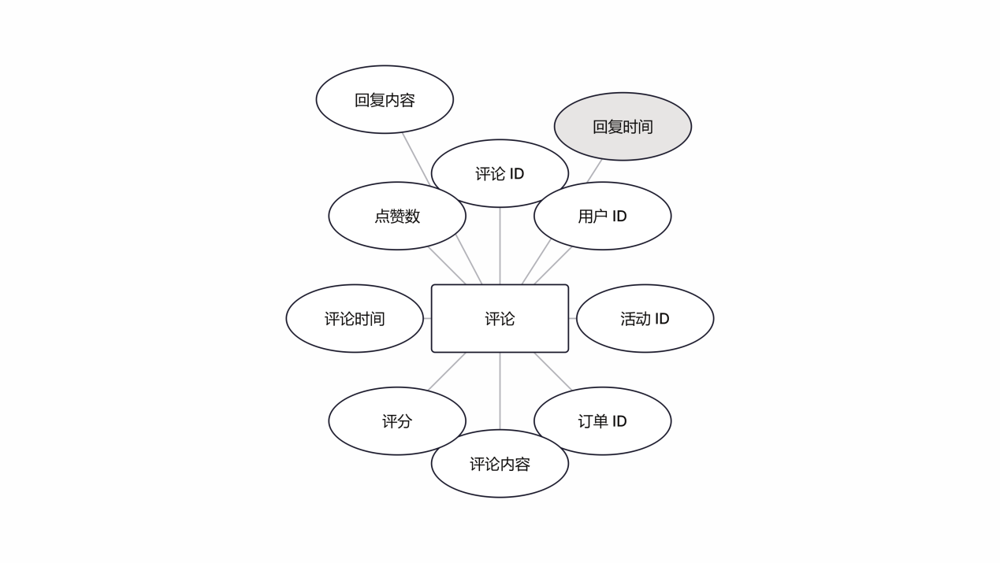 回复内容
回复时间
评论 ID
点赞数
用户 ID
评论时间
评论
活动 ID
评分
订单 ID
评论内容